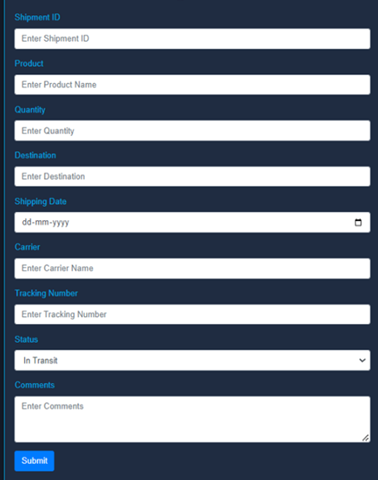 Shipment ID
Enter Shipment ID
Product
Enter Product Name
Quantity
Enter Quantity
Destination
Enter Destination
Shipping Date
dd-mm-yyyy
Carrier
Enter Carrier Name
Tracking Number
Enter Tracking Number
Status
In Transit
Comments
Enter Comments
Submit